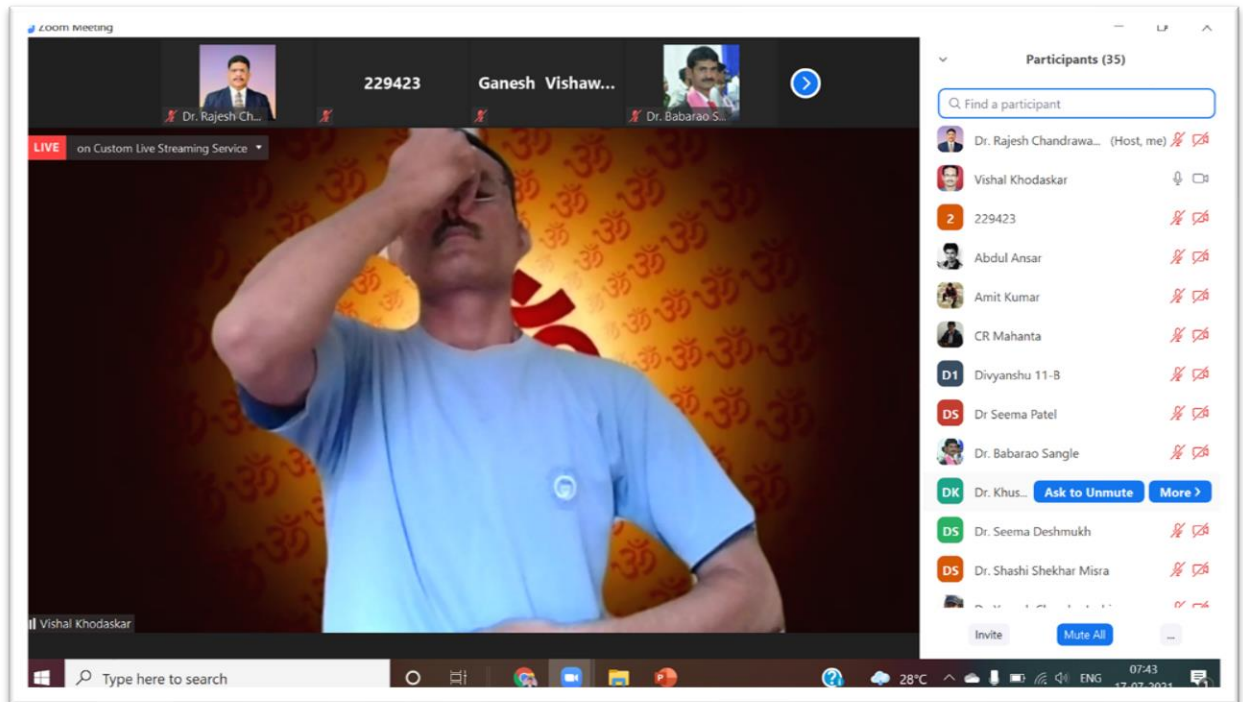 Zoom Meeting
229423
Ganesh Vishaw...
Dr. Rajesh Ch...
Dr. Babarao S...
LIVE on Custom Live Streaming Service
Vishal Khodaskar
Participants (35)
Find a participant
Dr. Rajesh Chandrawa... (Host, me)
Vishal Khodaskar
2 229423
Abdul Ansar
Amit Kumar
CR Mahanta
D1 Divyanshu 11-B
DS Dr Seema Patel
Dr. Babarao Sangle
DK Dr. Khus... Ask to Unmute More
DS Dr. Seema Deshmukh
DS Dr. Shashi Shekhar Misra
Invite Mute All ...
Type here to search
28°C ENG 07:43
17-07-2021
ॐ